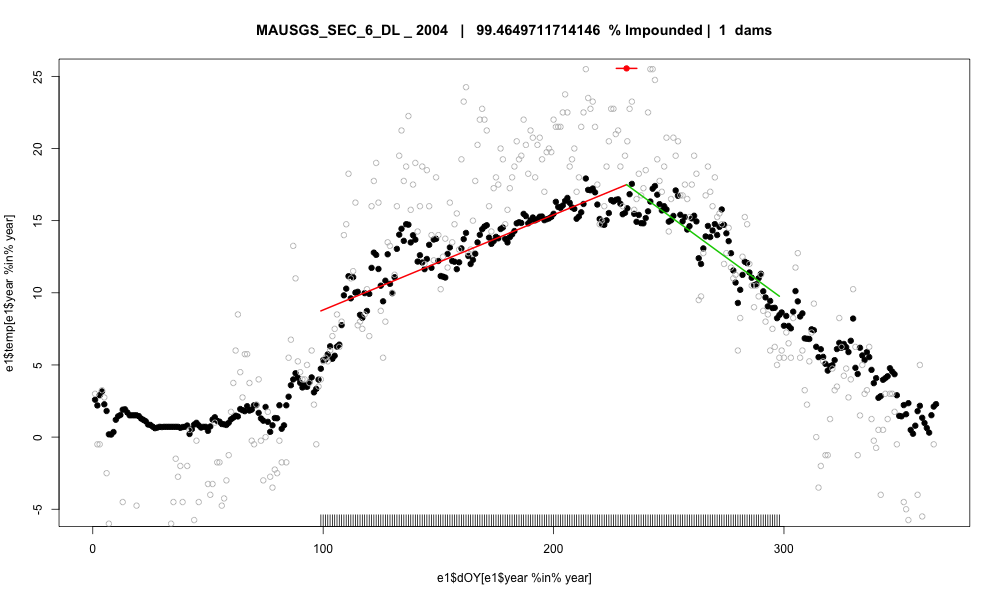 MAUSGS_SEC_6_DL _ 2004 | 99.4649711714146 % Impounded | 1 dams
25
20
15
10
5
0
-5
e1$temp[e1$year %in% year]
0 100 200 300
e1$dOY[e1$year %in% year]